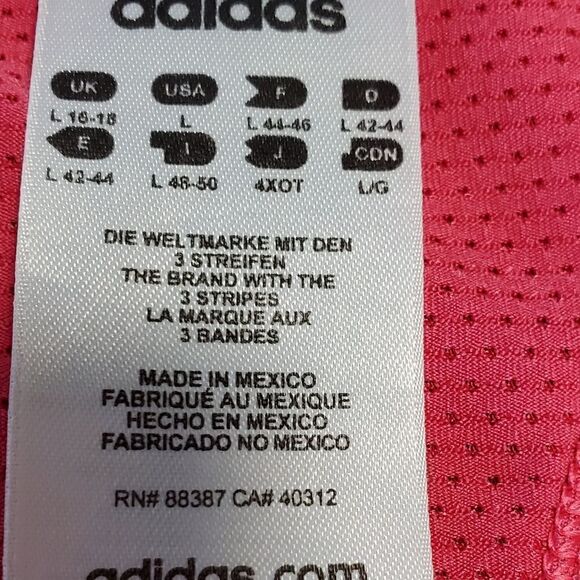 adidas
UK USA F D
L 16-18 L L 44-46 L 42-44
E I J CDN
L 42-44 L 48-50 4XOT L/G
DIE WELTMARKE MIT DEN
3 STREIFEN
THE BRAND WITH THE
3 STRIPES
LA MARQUE AUX
3 BANDES
MADE IN MEXICO
FABRIQUÉ AU MEXIQUE
HECHO EN MEXICO
FABRICADO NO MEXICO
RN# 88387 CA# 40312
adidas.com